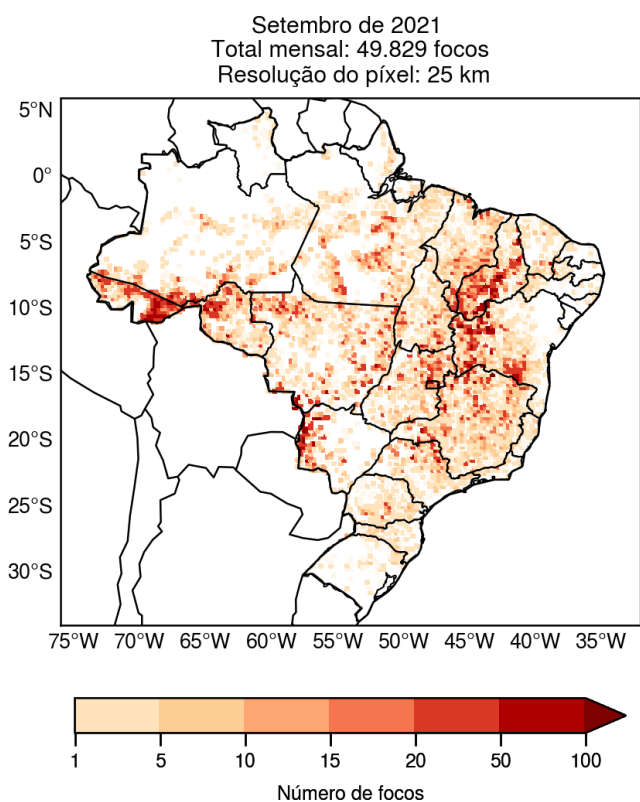 Setembro de 2021
Total mensal: 49.829 focos
Resolução do píxel: 25 km
5°N
0°
5°S
10°S
15°S
20°S
25°S
30°S
75°W 70°W 65°W 60°W 55°W 50°W 45°W 40°W 35°W
1 5 10 15 20 50 100
Número de focos